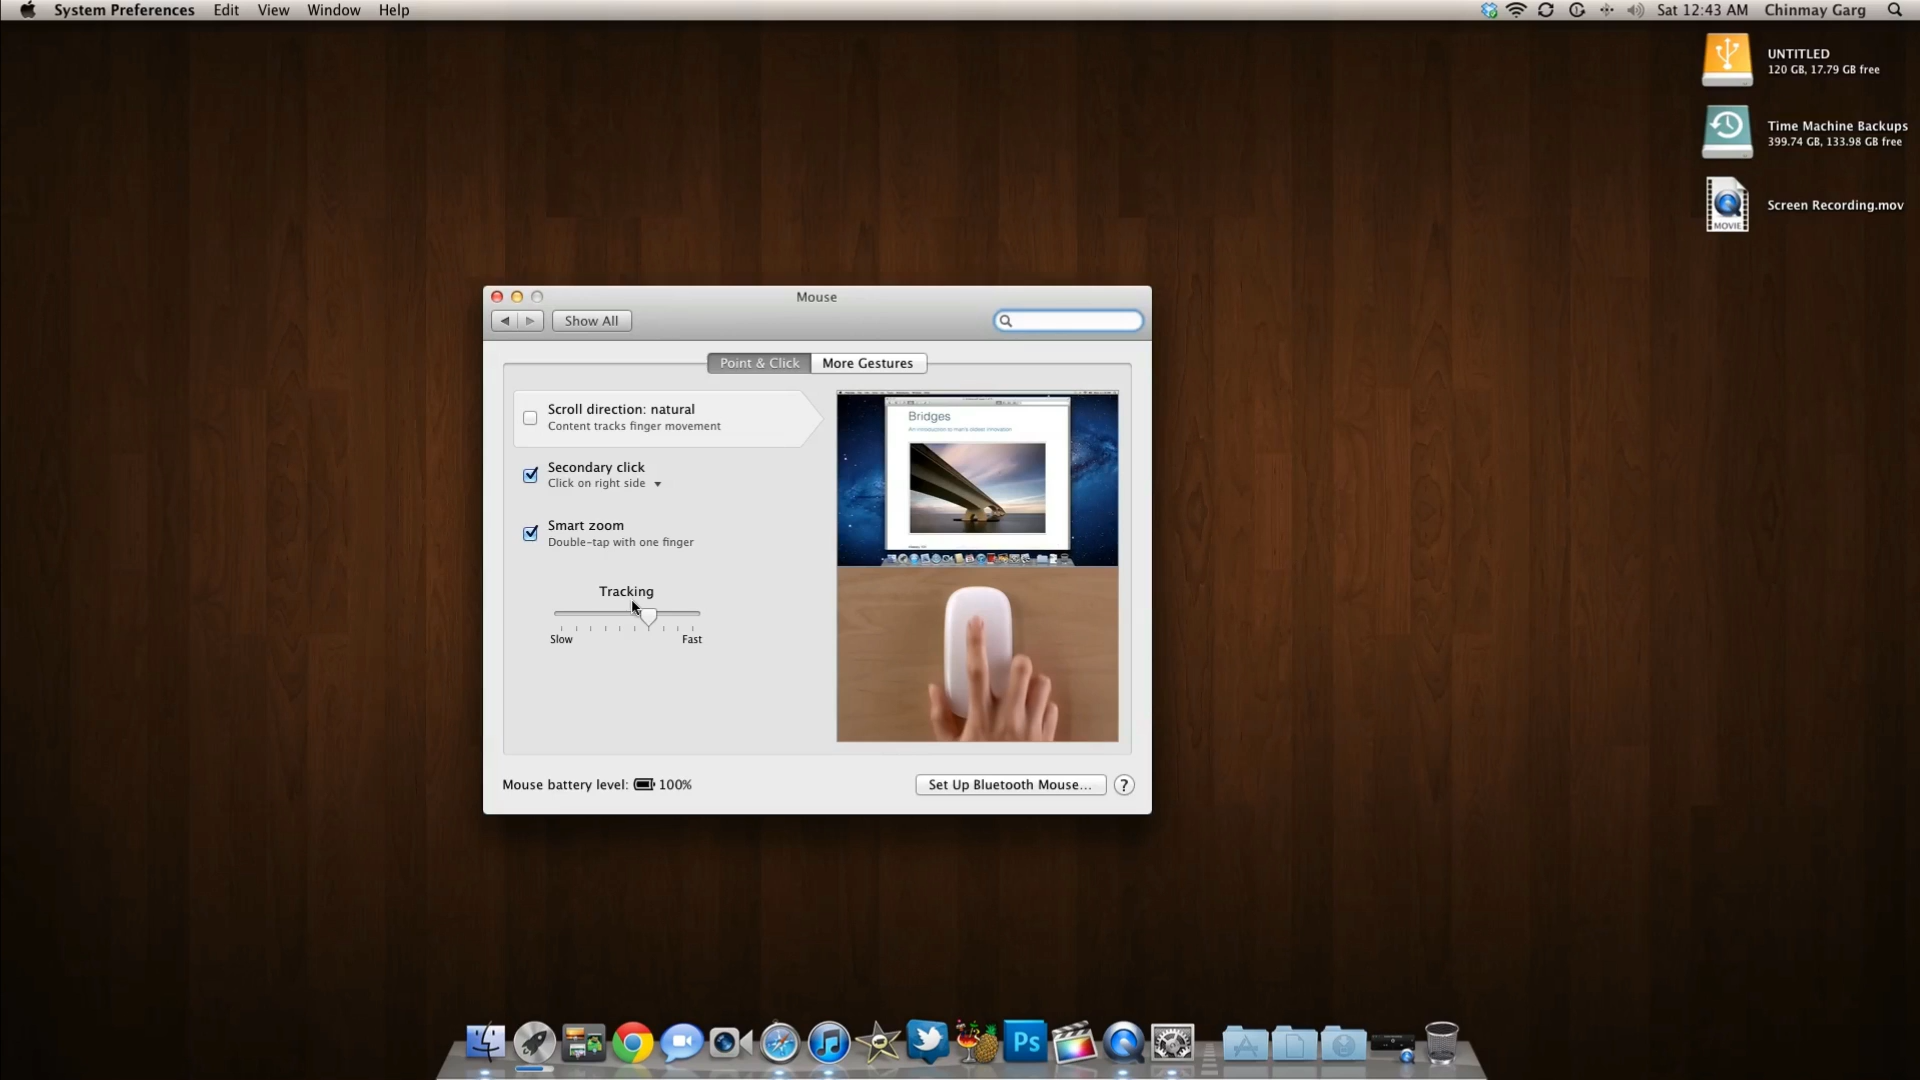 System Preferences Edit View Window Help
Sat 12:43 AM Chinmay Garg
UNTITLED
120 GB, 17.79 GB free
Time Machine Backups
399.74 GB, 133.98 GB free
MOVIE
Screen Recording.mov
Mouse
Show All
Point & Click More Gestures
Scroll direction: natural
Content tracks finger movement
Secondary click
Click on right side
Smart zoom
Double-tap with one finger
Tracking
Slow Fast
Bridges
An introduction to man's oldest innovation
Mouse battery level: 100%
Set Up Bluetooth Mouse... ?
Ps